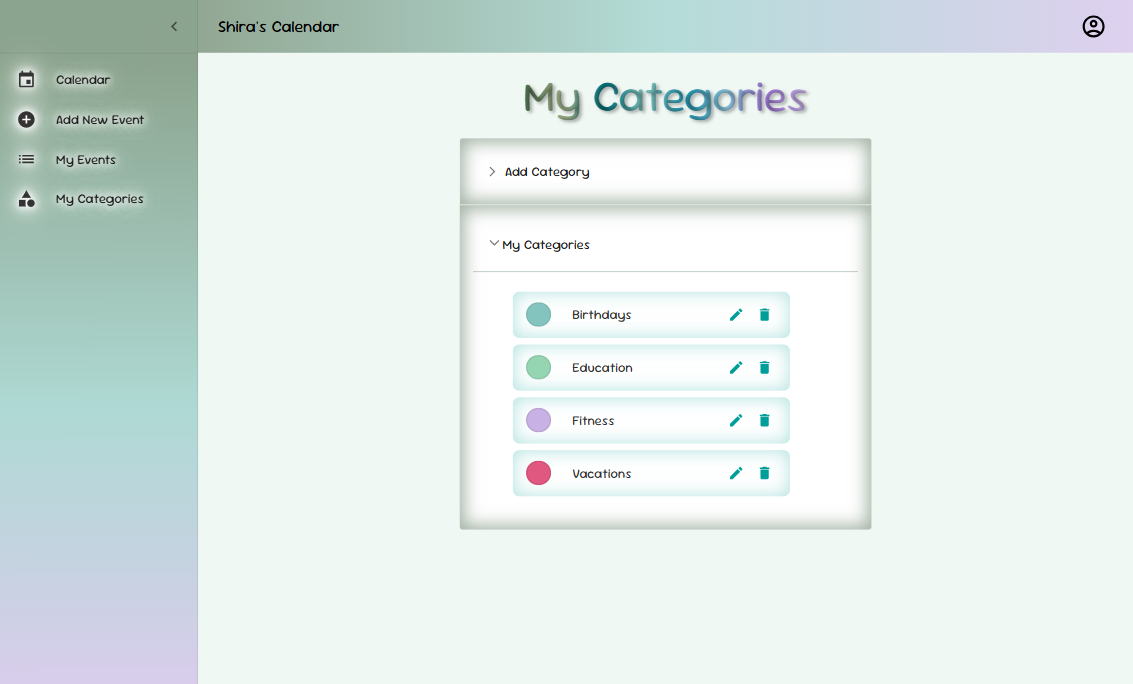 Shira's Calendar
Calendar
Add New Event
My Events
My Categories
My Categories
Add Category
My Categories
Birthdays
Education
Fitness
Vacations